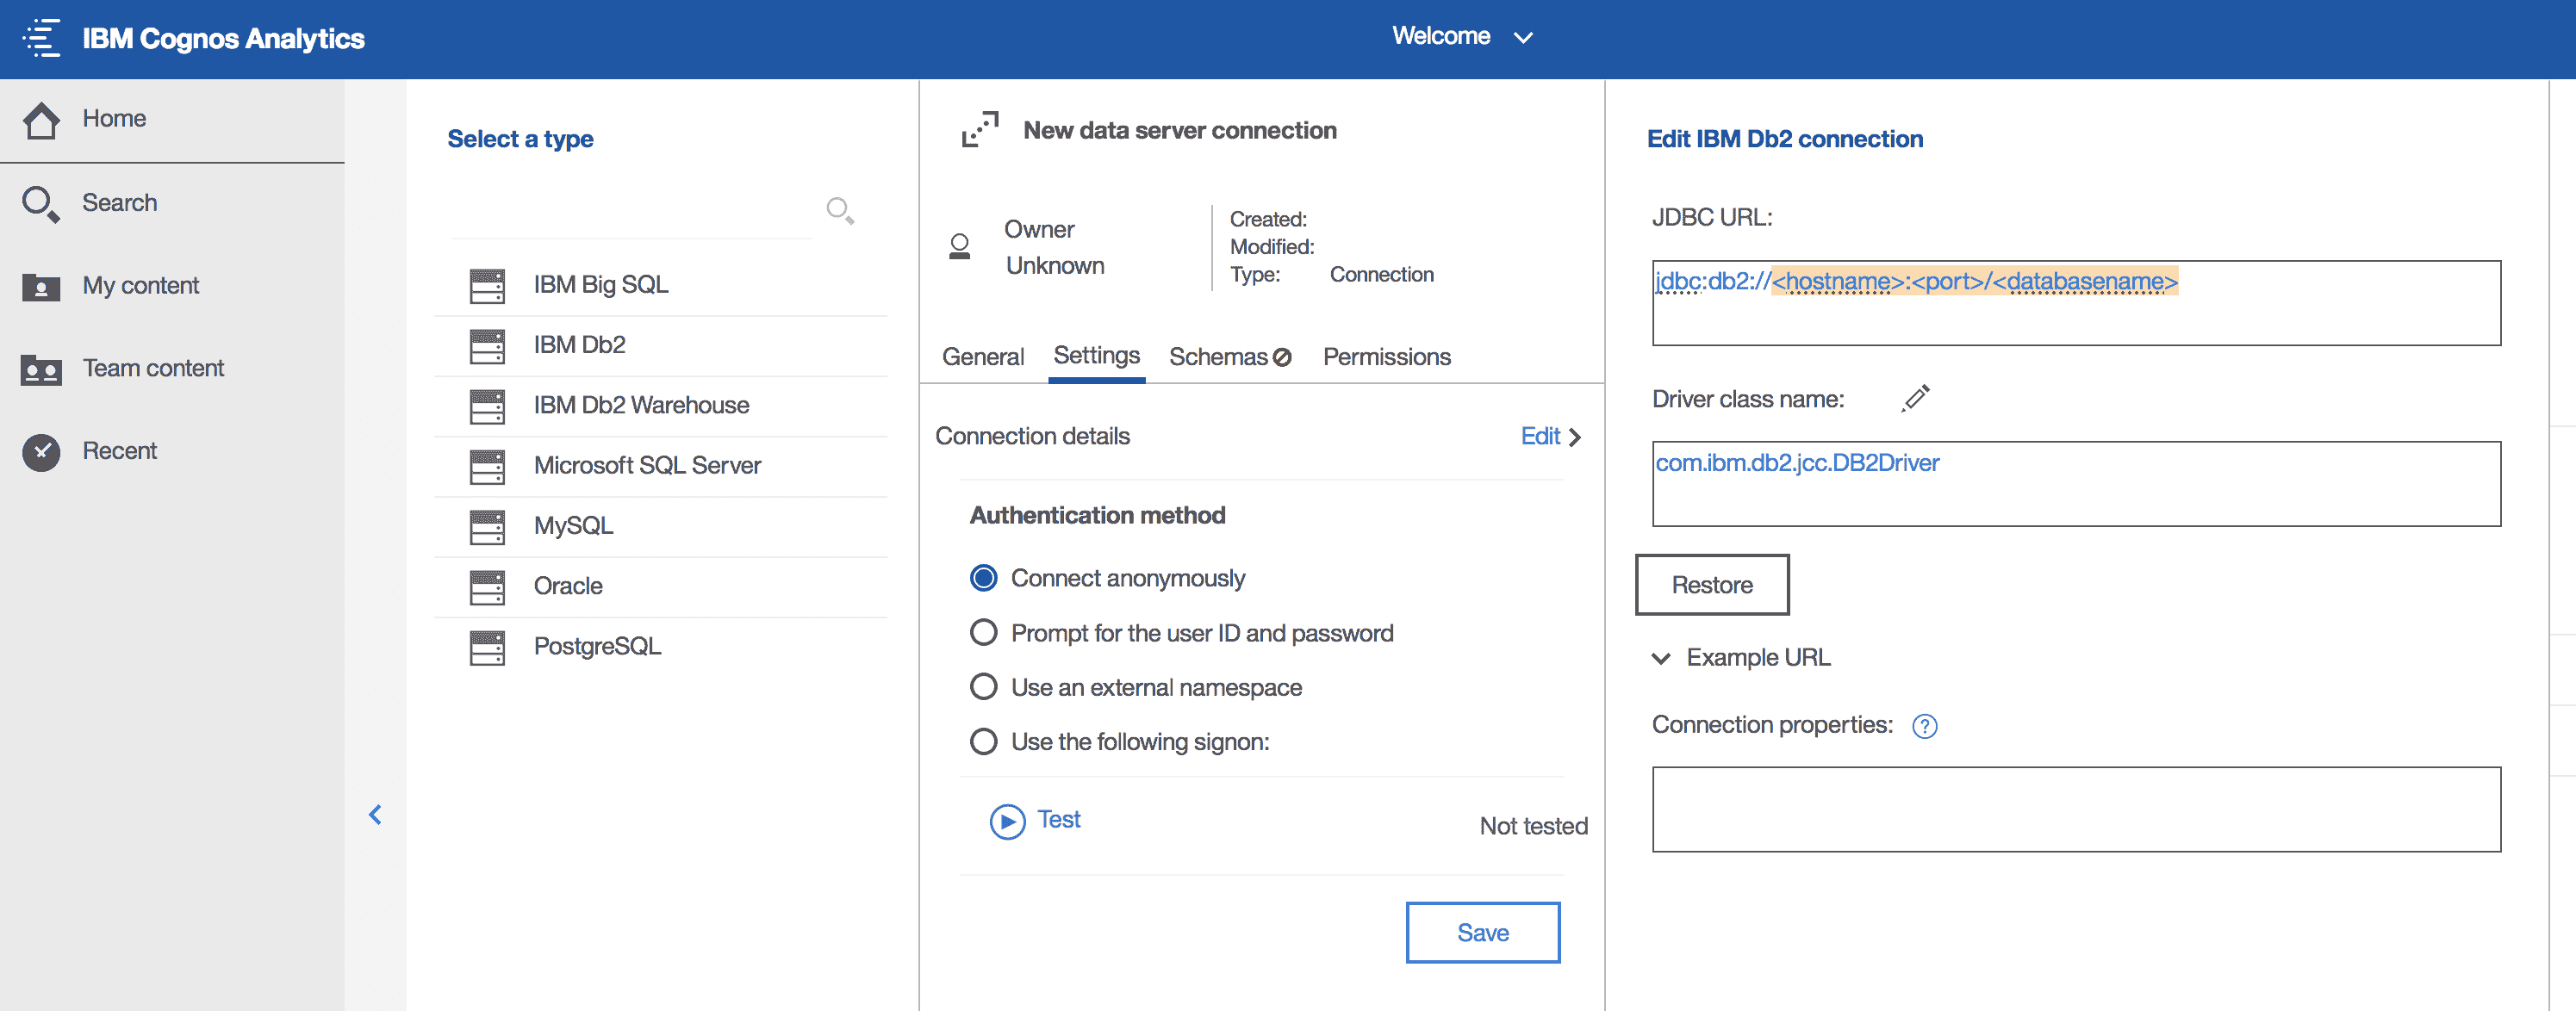 IBM Cognos Analytics
Welcome
Home
Search
My content
Team content
Recent
Select a type
IBM Big SQL
IBM Db2
IBM Db2 Warehouse
Microsoft SQL Server
MySQL
Oracle
PostgreSQL
New data server connection
Owner
Unknown
Created:
Modified:
Type: Connection
General Settings Schemas Permissions
Connection details Edit
Authentication method
Connect anonymously
Prompt for the user ID and password
Use an external namespace
Use the following signon:
Test Not tested
Save
Edit IBM Db2 connection
JDBC URL:
jdbc:db2://<hostname>:<port>/<databasename>
Driver class name:
com.ibm.db2.jcc.DB2Driver
Restore
Example URL
Connection properties: ?